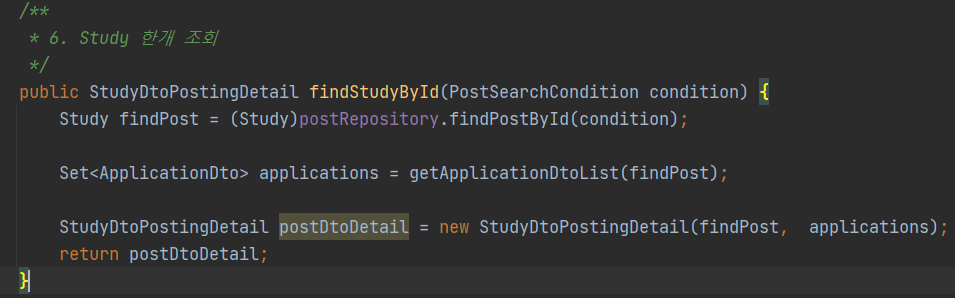 /**
 * 6. Study 한개 조회
 */
public StudyDtoPostingDetail findStudyById(PostSearchCondition condition) {
    Study findPost = (Study)postRepository.findPostById(condition);
    Set<ApplicationDto> applications = getApplicationDtoList(findPost);
    StudyDtoPostingDetail postDtoDetail = new StudyDtoPostingDetail(findPost,  applications);
    return postDtoDetail;
}